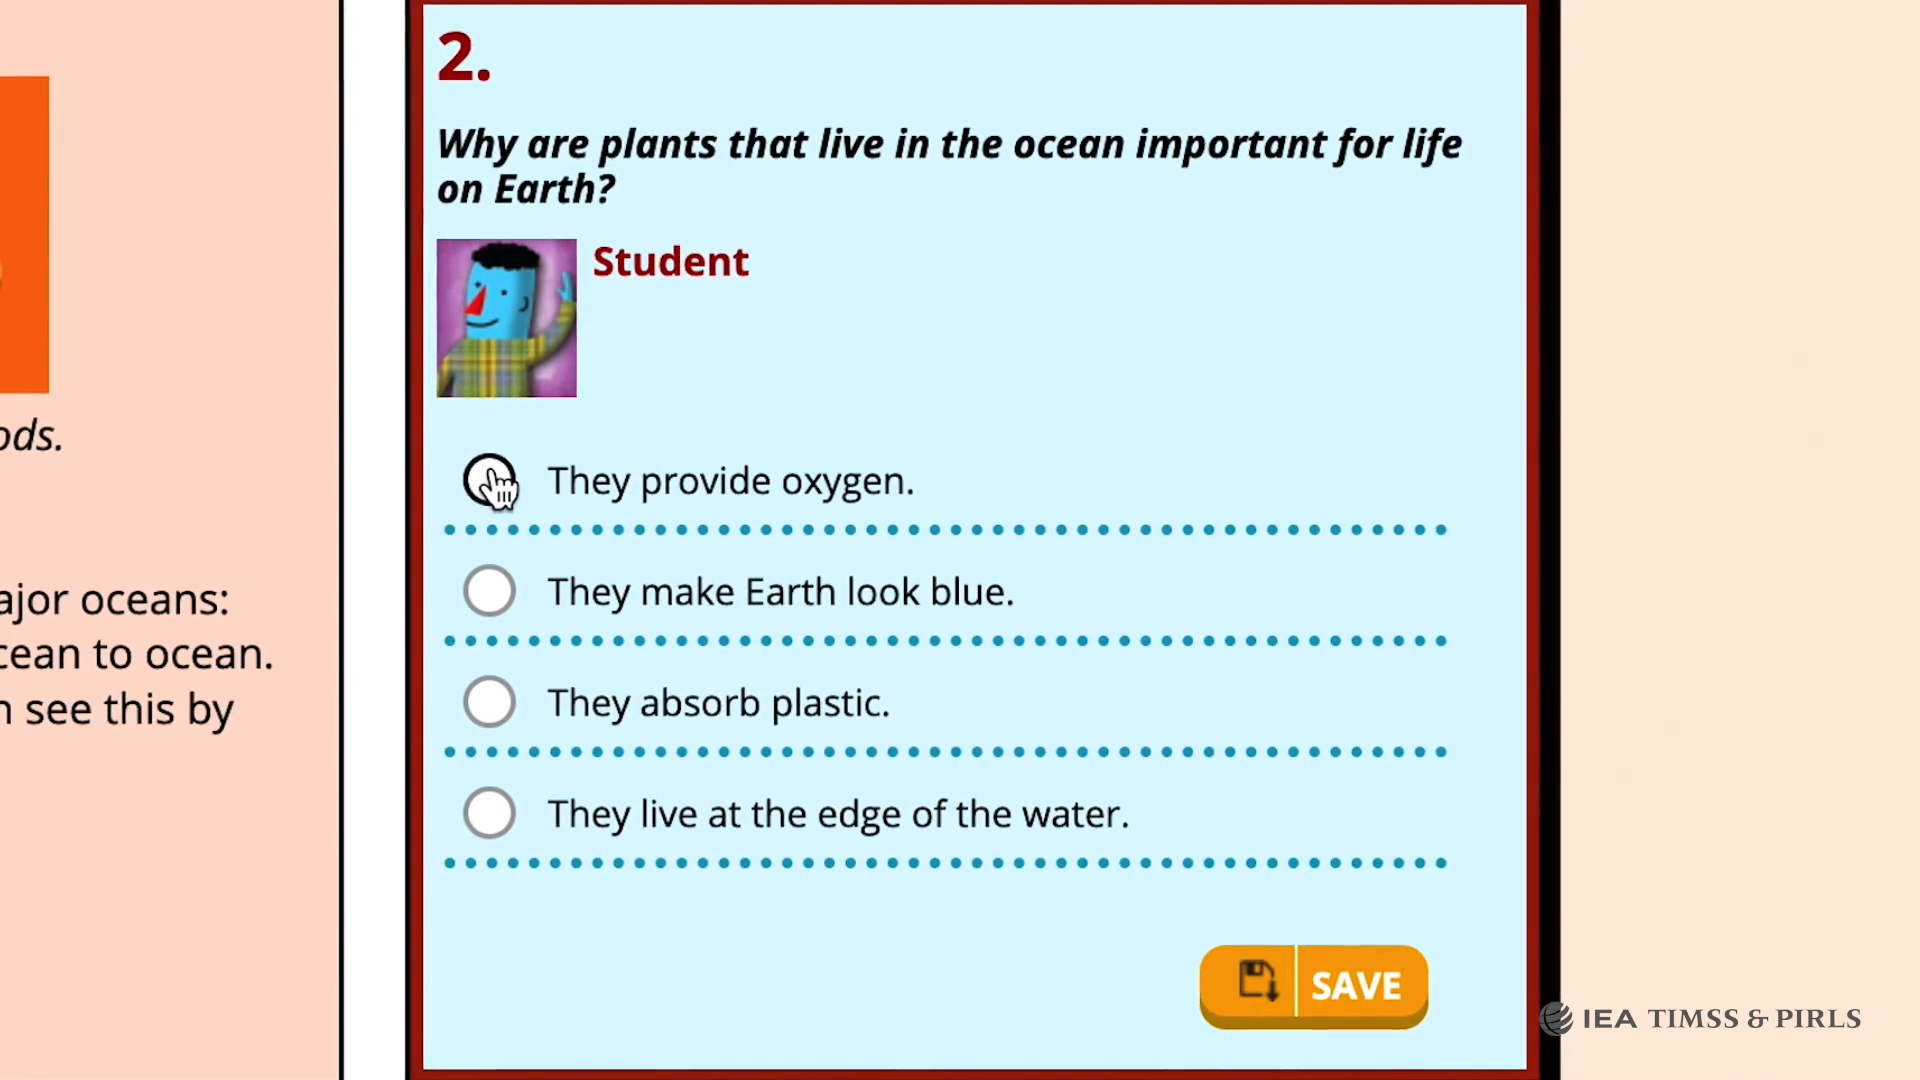 ods.
ajor oceans:
cean to ocean.
n see this by
2.
Why are plants that live in the ocean important for life
on Earth?
Student
They provide oxygen.
They make Earth look blue.
They absorb plastic.
They live at the edge of the water.
SAVE
IEA TIMSS & PIRLS